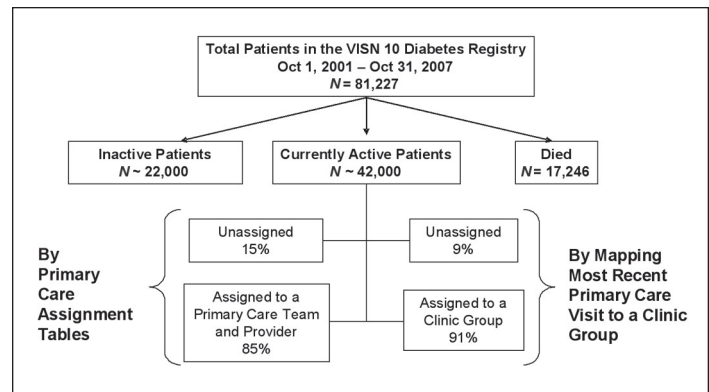 Total Patients in the VISN 10 Diabetes Registry
Oct 1, 2001 – Oct 31, 2007
N = 81,227
Inactive Patients
N ~ 22,000
Currently Active Patients
N ~ 42,000
Died
N = 17,246
By
Primary
Care
Assignment
Tables
Unassigned
15%
Assigned to a
Primary Care Team
and Provider
85%
Unassigned
9%
Assigned to a
Clinic Group
91%
By Mapping
Most Recent
Primary Care
Visit to a Clinic
Group